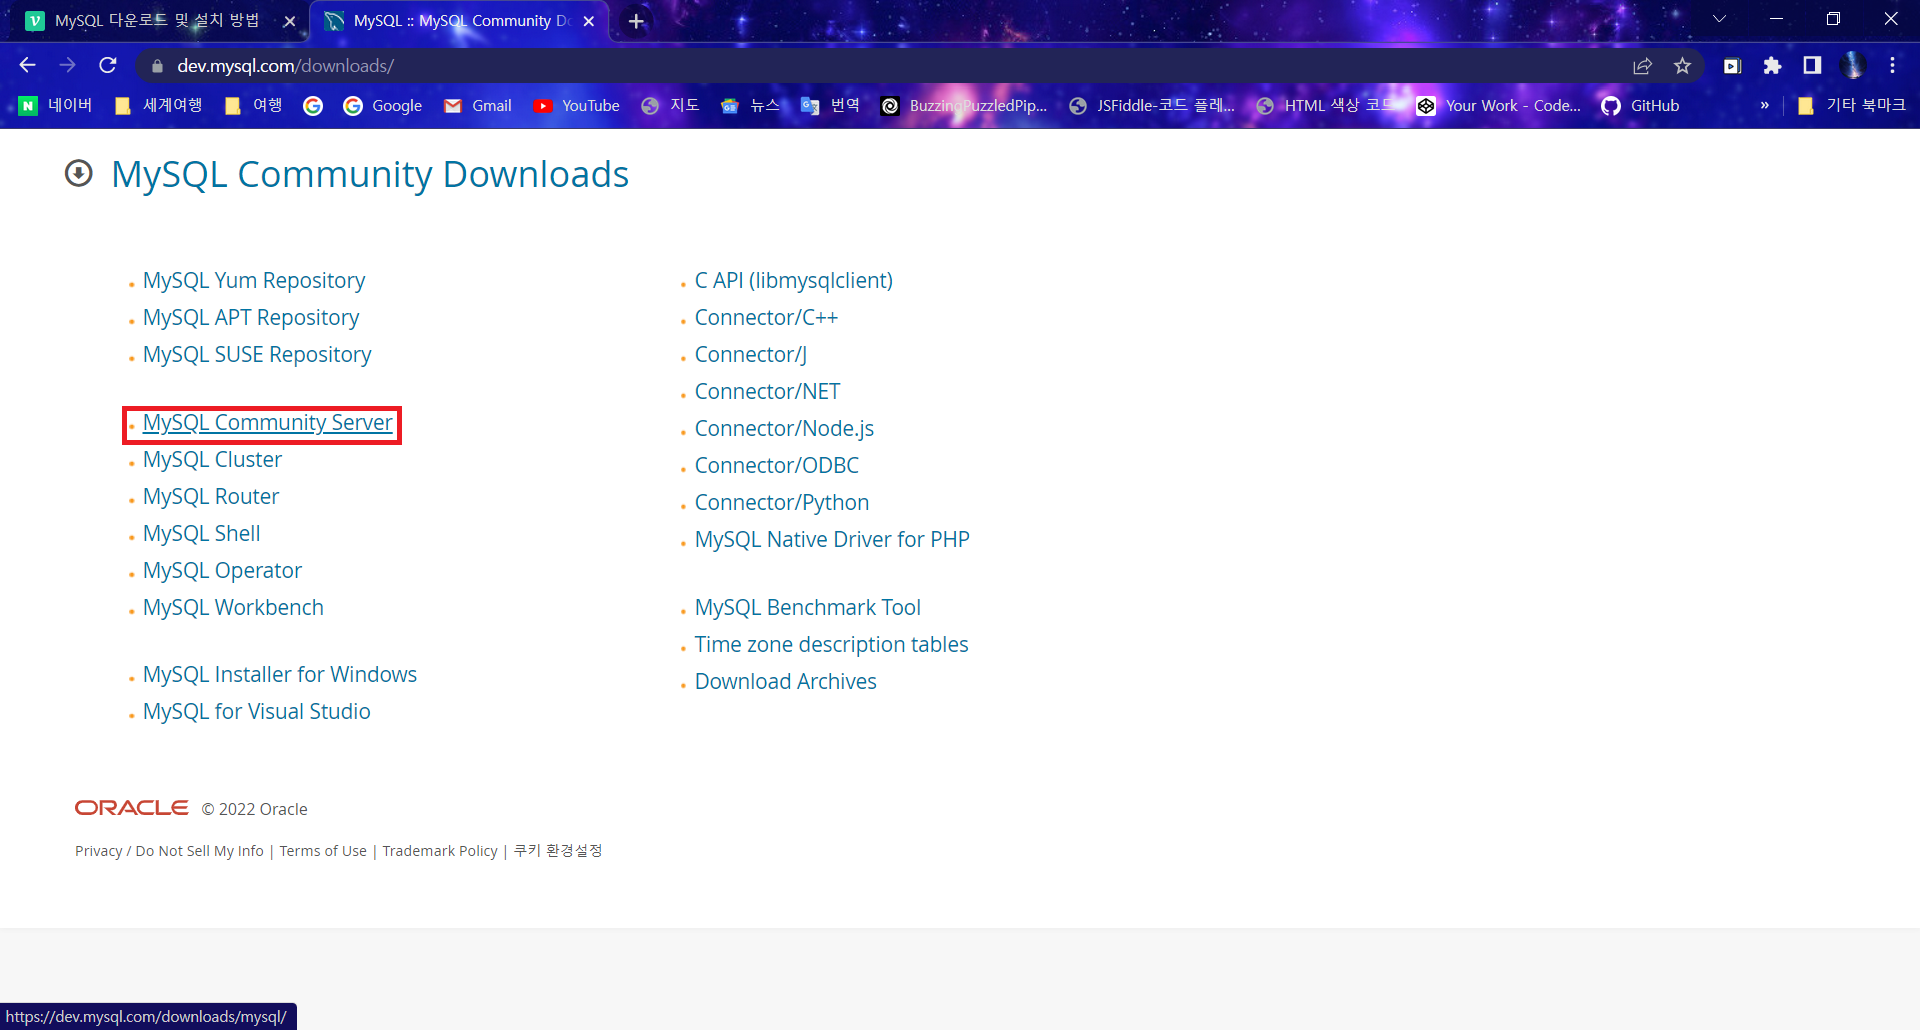 MySQL 다운로드 및 설치 방법
MySQL :: MySQL Community Do
dev.mysql.com/downloads/
네이버 세계여행 여행 Google Gmail YouTube 지도 뉴스 번역 BuzzingPuzzledPip... JSFiddle-코드 플레... HTML 색상 코드 Your Work - Code... GitHub » 기타 북마크
MySQL Community Downloads
MySQL Yum Repository
MySQL APT Repository
MySQL SUSE Repository
MySQL Community Server
MySQL Cluster
MySQL Router
MySQL Shell
MySQL Operator
MySQL Workbench
MySQL Installer for Windows
MySQL for Visual Studio
C API (libmysqlclient)
Connector/C++
Connector/J
Connector/NET
Connector/Node.js
Connector/ODBC
Connector/Python
MySQL Native Driver for PHP
MySQL Benchmark Tool
Time zone description tables
Download Archives
ORACLE © 2022 Oracle
Privacy / Do Not Sell My Info | Terms of Use | Trademark Policy | 쿠키 환경설정
https://dev.mysql.com/downloads/mysql/